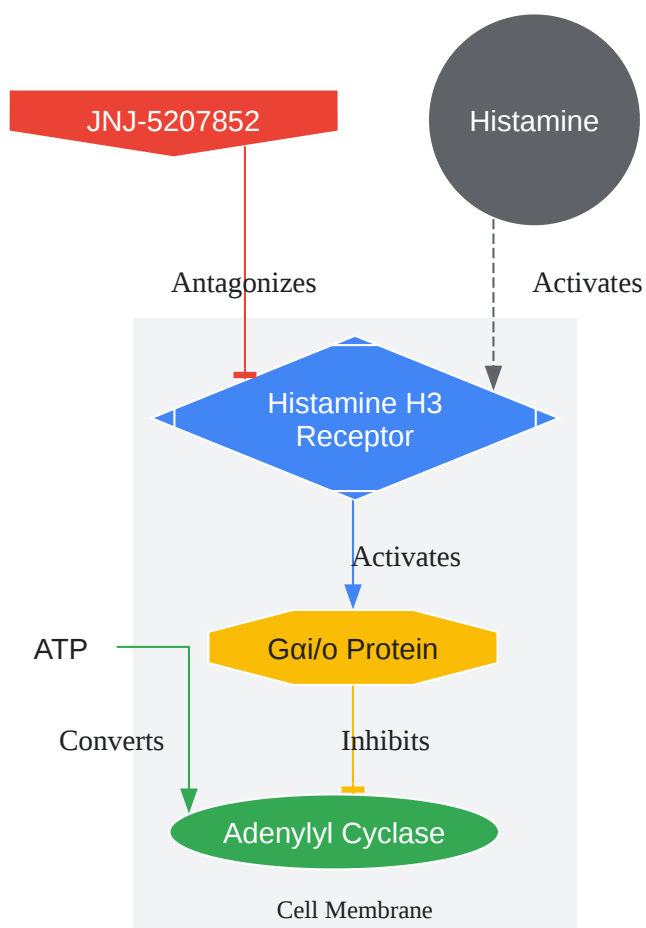 JNJ-5207852
Histamine
Antagonizes
Activates
Histamine H3
Receptor
Activates
ATP
Gαi/o Protein
Converts
Inhibits
Adenylyl Cyclase
Cell Membrane